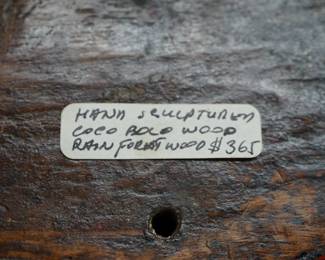 HAND SCULPTURED
COCO BOLO WOOD
RAIN FOREST WOOD $365